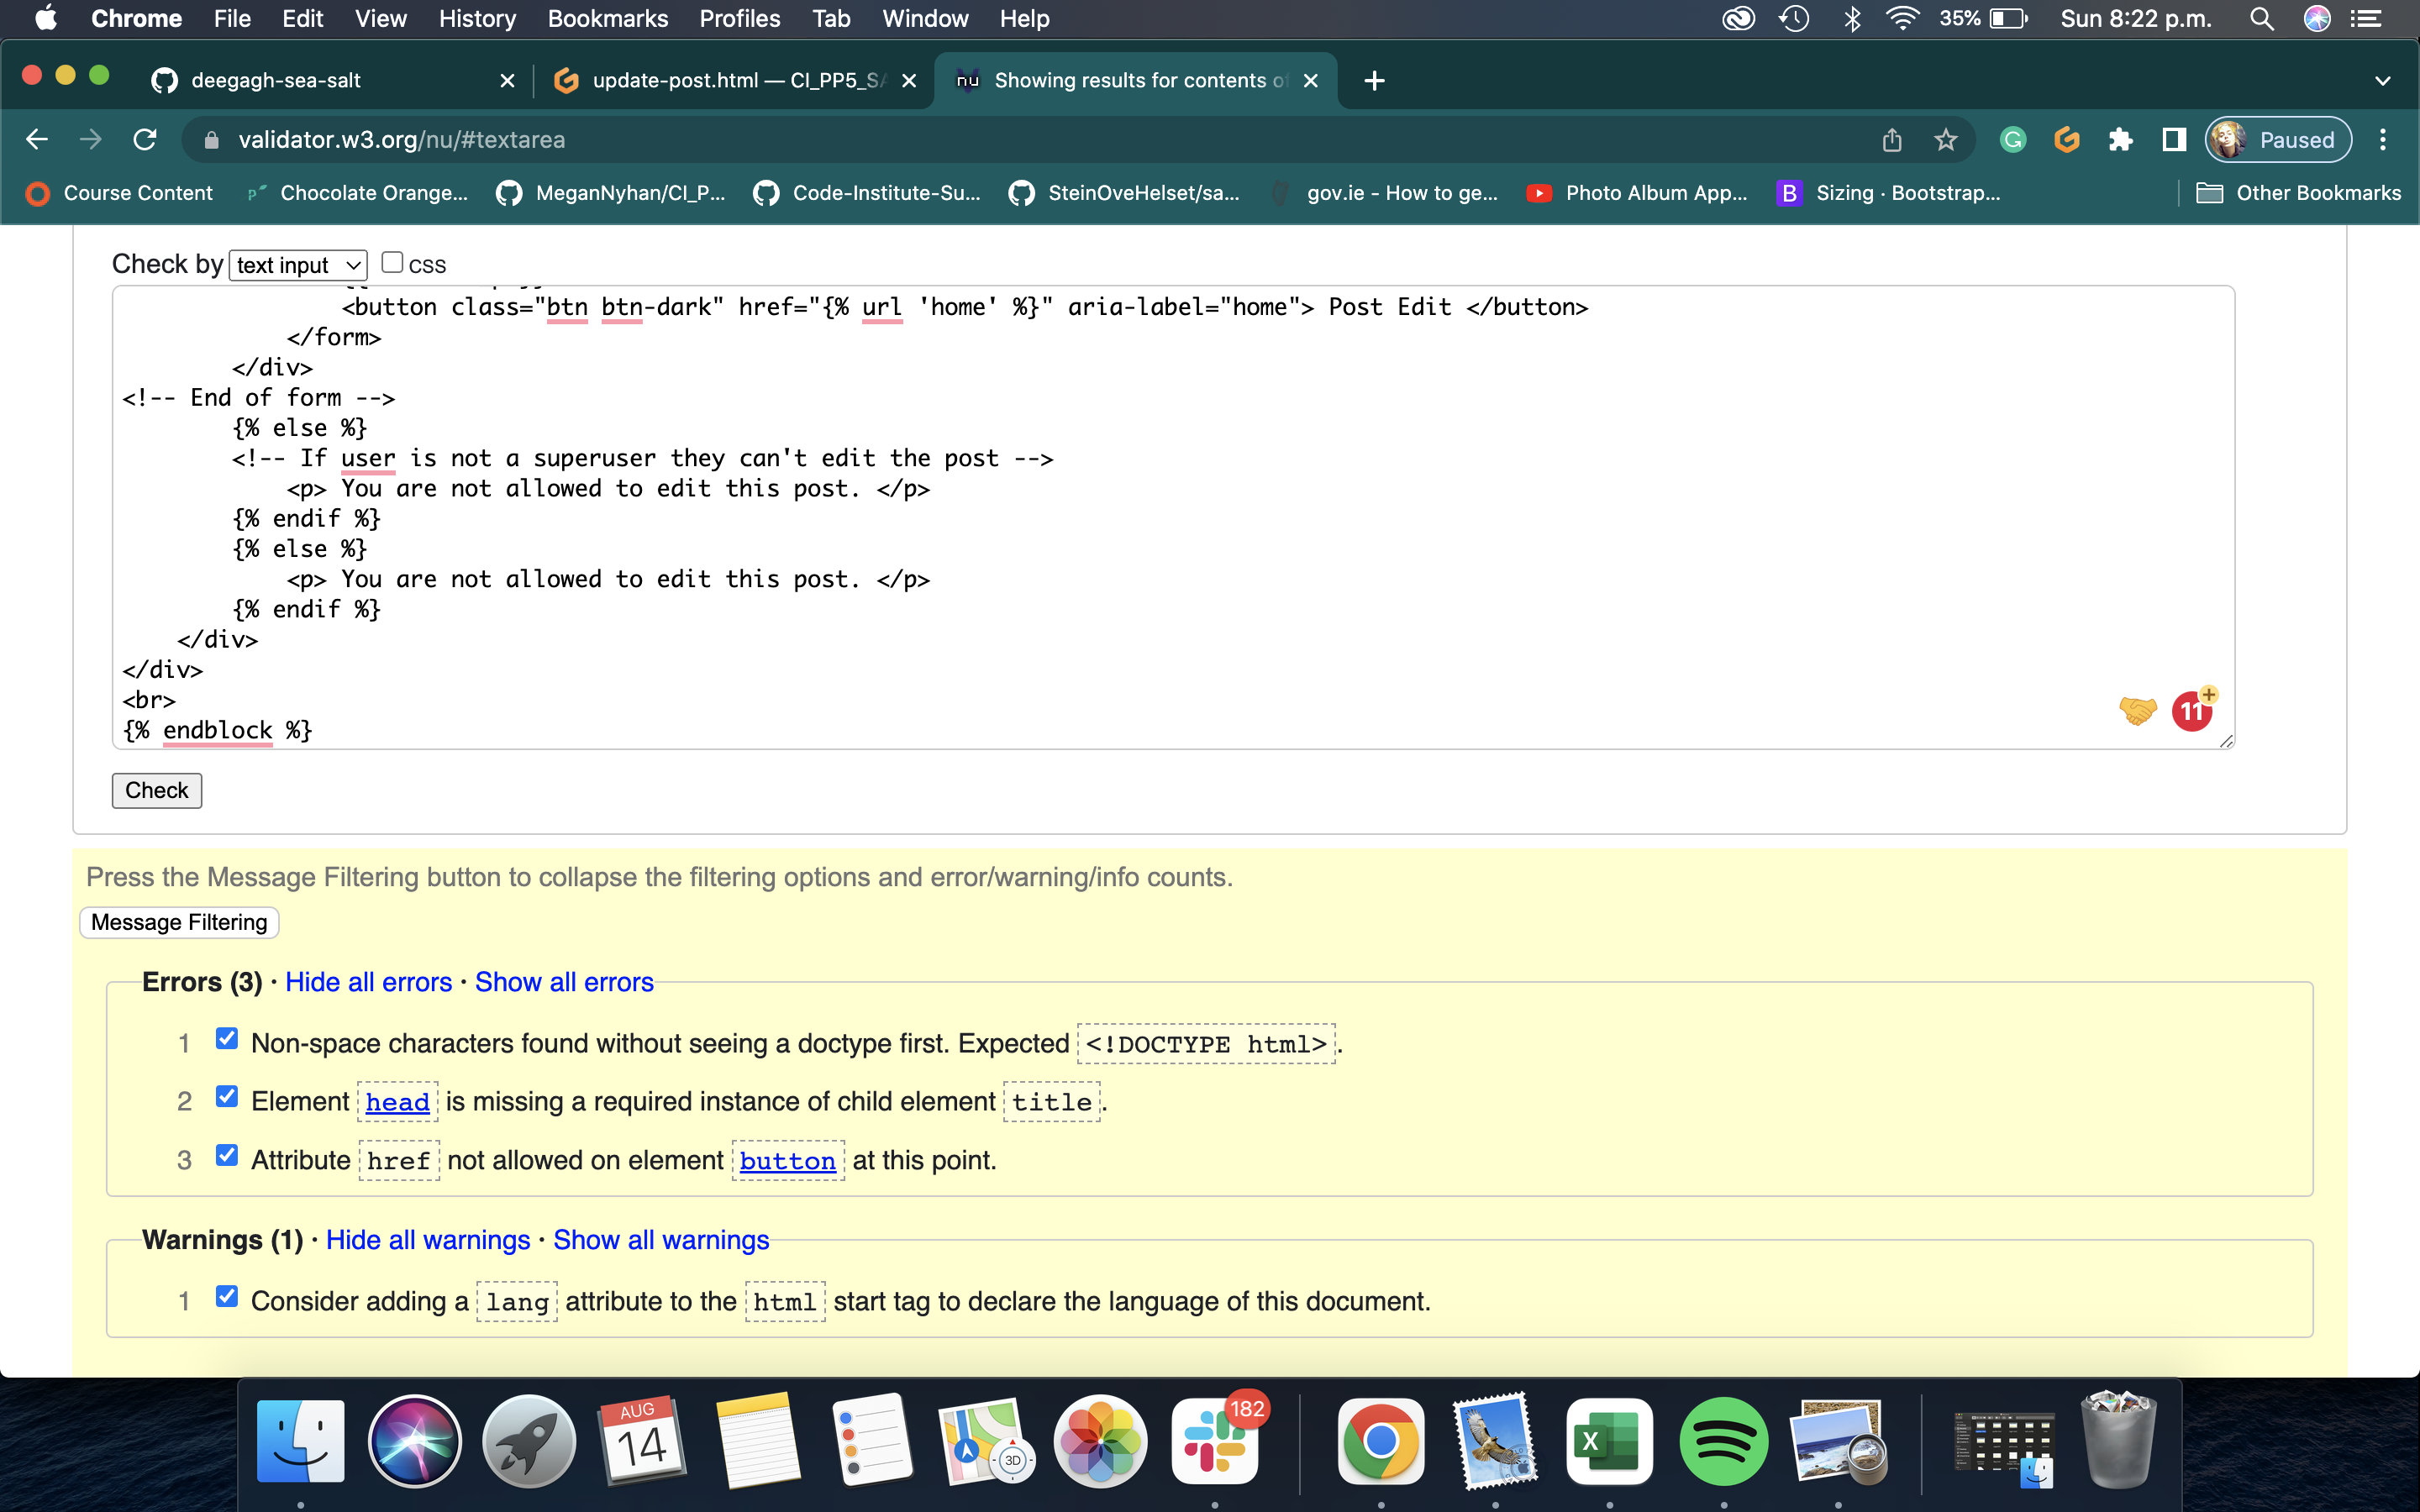 Chrome File Edit View History Bookmarks Profiles Tab Window Help 35% Sun 8:22 p.m.
deegagh-sea-salt update-post.html — CI_PP5_SA nu Showing results for contents of
validator.w3.org/nu/#textarea G Paused
Course Content Chocolate Orange... MeganNyhan/CI_P... Code-Institute-Su... SteinOveHelset/sa... gov.ie - How to ge... Photo Album App... B Sizing · Bootstrap... Other Bookmarks
Check by text input CSS
<button class="btn btn-dark" href="{% url 'home' %}" aria-label="home"> Post Edit </button>
</form>
</div>
<!-- End of form -->
{% else %}
<!-- If user is not a superuser they can't edit the post -->
<p> You are not allowed to edit this post. </p>
{% endif %}
{% else %}
<p> You are not allowed to edit this post. </p>
{% endif %}
</div>
</div>
<br>
{% endblock %}
11
Check
Press the Message Filtering button to collapse the filtering options and error/warning/info counts.
Message Filtering
Errors (3) · Hide all errors · Show all errors
1 Non-space characters found without seeing a doctype first. Expected <!DOCTYPE html>.
2 Element head is missing a required instance of child element title.
3 Attribute href not allowed on element button at this point.
Warnings (1) · Hide all warnings · Show all warnings
1 Consider adding a lang attribute to the html start tag to declare the language of this document.
AUG
14
3D
182
X